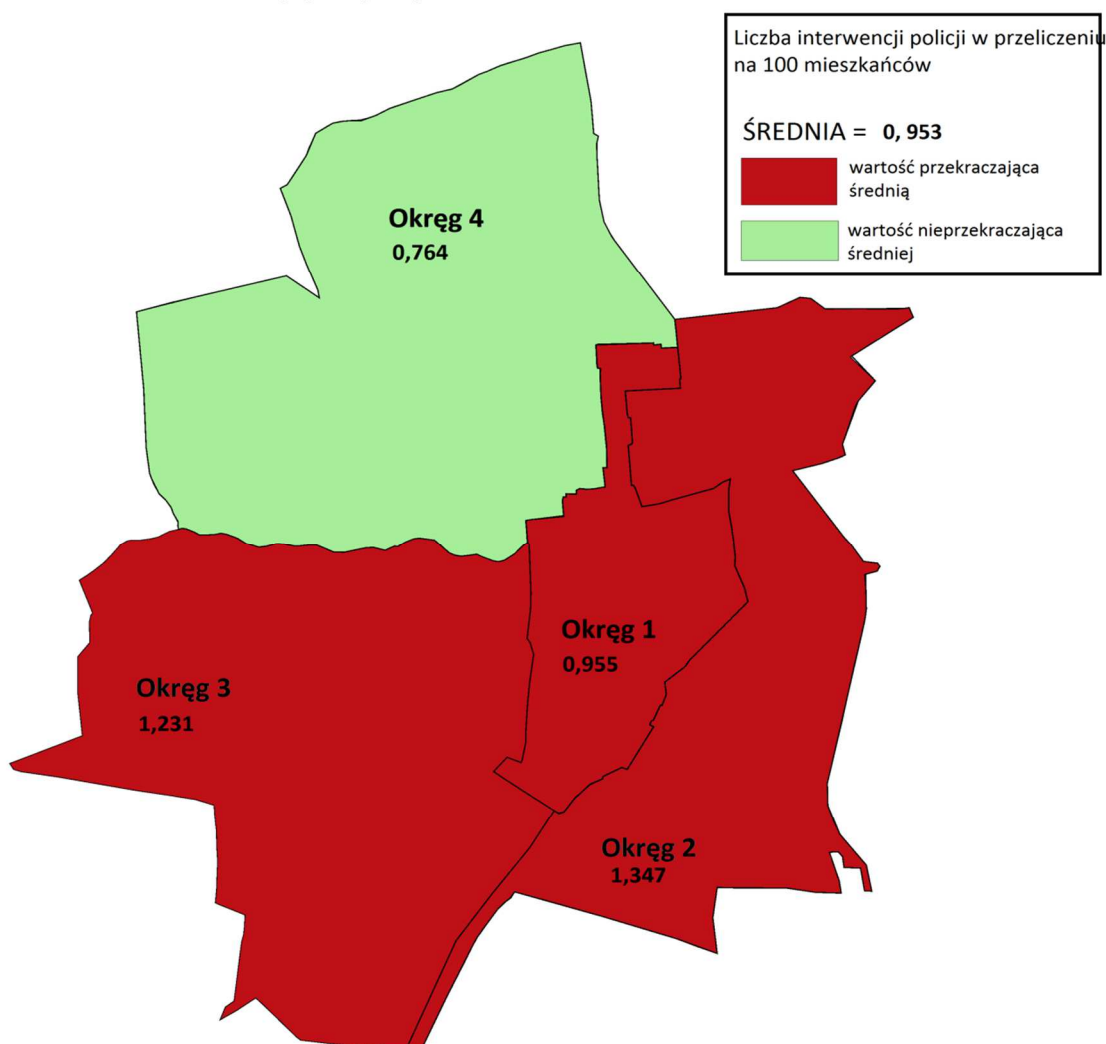 Liczba interwencji policji w przeliczeniu
na 100 mieszkańców
ŚREDNIA = 0, 953
wartość przekraczająca
średnią
wartość nieprzekraczająca
średniej
Okręg 4
0,764
Okręg 1
0,955
Okręg 3
1,231
Okręg 2
1,347